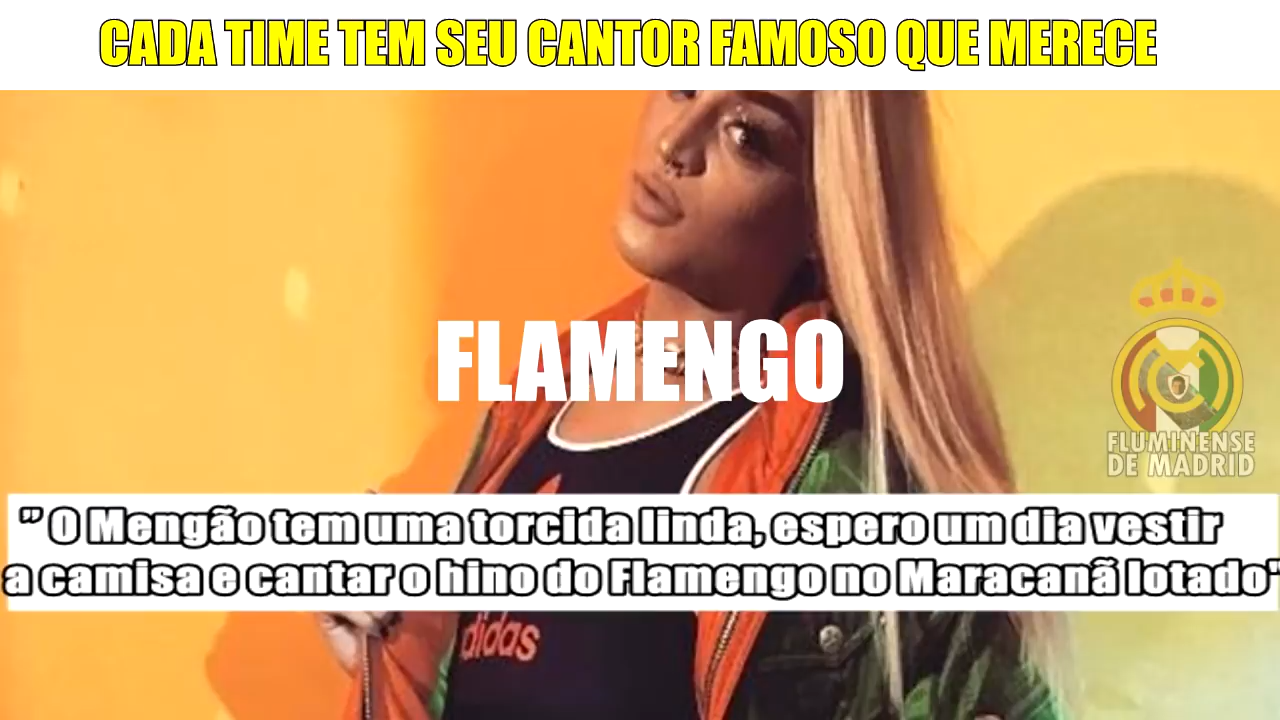 CADA TIME TEM SEU CANTOR FAMOSO QUE MERECE
FLAMENGO
FLUMINENSE
DE MADRID
" O Mengão tem uma torcida linda, espero um dia vestir
a camisa e cantar o hino do Flamengo no Maracanã lotado"
adidas